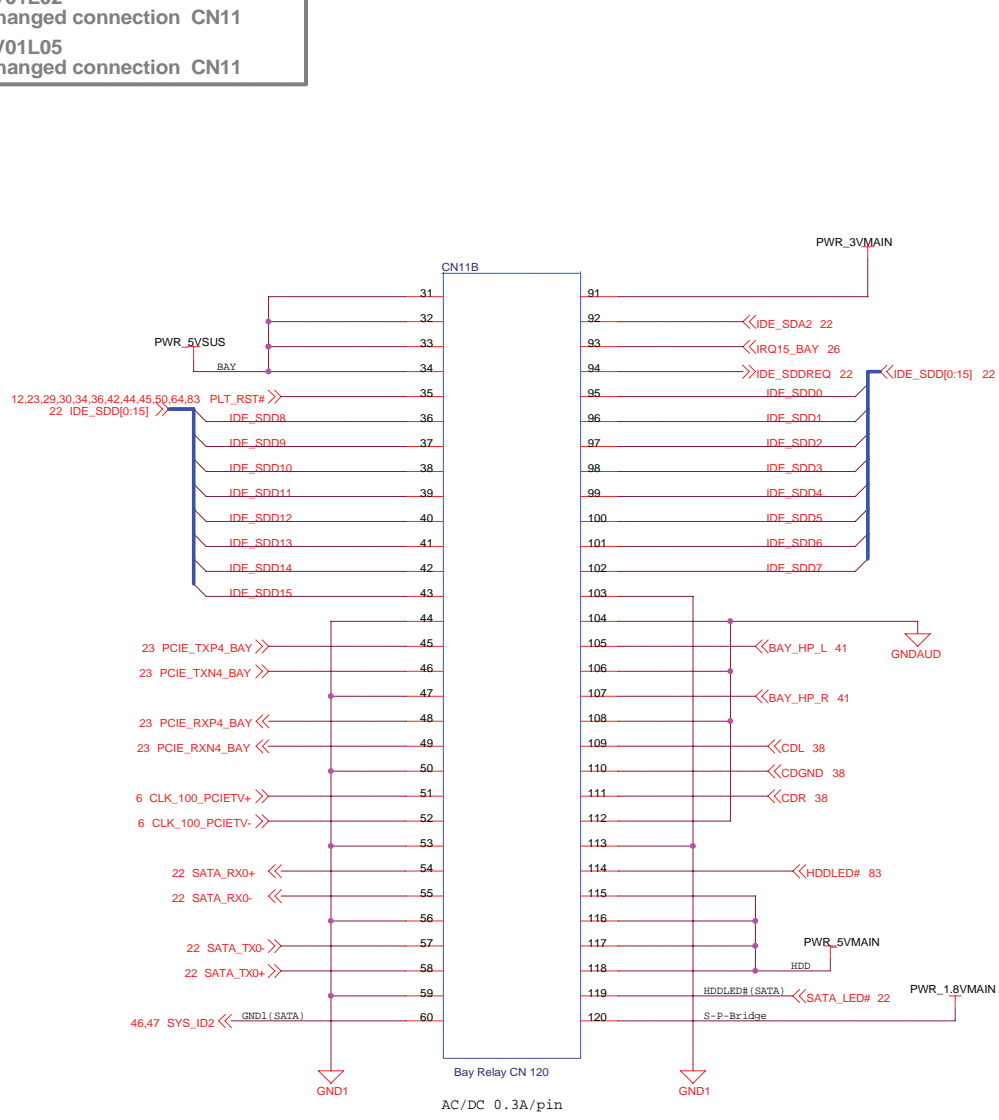 hanged connection CN11
V01L05
hanged connection CN11
PWR_3VMAIN
CN11B
31 91
32 92 IDE_SDA2 22
33 93 IRQ15_BAY 26
PWR_5VSUS
BAY 34 94 IDE_SDDREQ 22 IDE_SDD[0:15] 22
12,23,29,30,34,36,42,44,45,50,64,83 PLT_RST# 35 95 IDE_SDD0
22 IDE_SDD[0:15]
IDE_SDD8 36 96 IDE_SDD1
IDE_SDD9 37 97 IDE_SDD2
IDE_SDD10 38 98 IDE_SDD3
IDE_SDD11 39 99 IDE_SDD4
IDE_SDD12 40 100 IDE_SDD5
IDE_SDD13 41 101 IDE_SDD6
IDE_SDD14 42 102 IDE_SDD7
IDE_SDD15 43 103
44 104
23 PCIE_TXP4_BAY 45 105 BAY_HP_L 41
GNDAUD
23 PCIE_TXN4_BAY 46 106
47 107 BAY_HP_R 41
23 PCIE_RXP4_BAY 48 108
23 PCIE_RXN4_BAY 49 109 CDL 38
50 110 CDGND 38
6 CLK_100_PCIETV+ 51 111 CDR 38
6 CLK_100_PCIETV- 52 112
53 113
22 SATA_RX0+ 54 114 HDDLED# 83
22 SATA_RX0- 55 115
56 116
22 SATA_TX0- 57 117 PWR_5VMAIN
22 SATA_TX0+ 58 118 HDD
59 119 HDDLED#(SATA) SATA_LED# 22 PWR_1.8VMAIN
46,47 SYS_ID2 GND1(SATA) 60 120 S-P-Bridge
Bay Relay CN 120
GND1 GND1
AC/DC 0.3A/pin